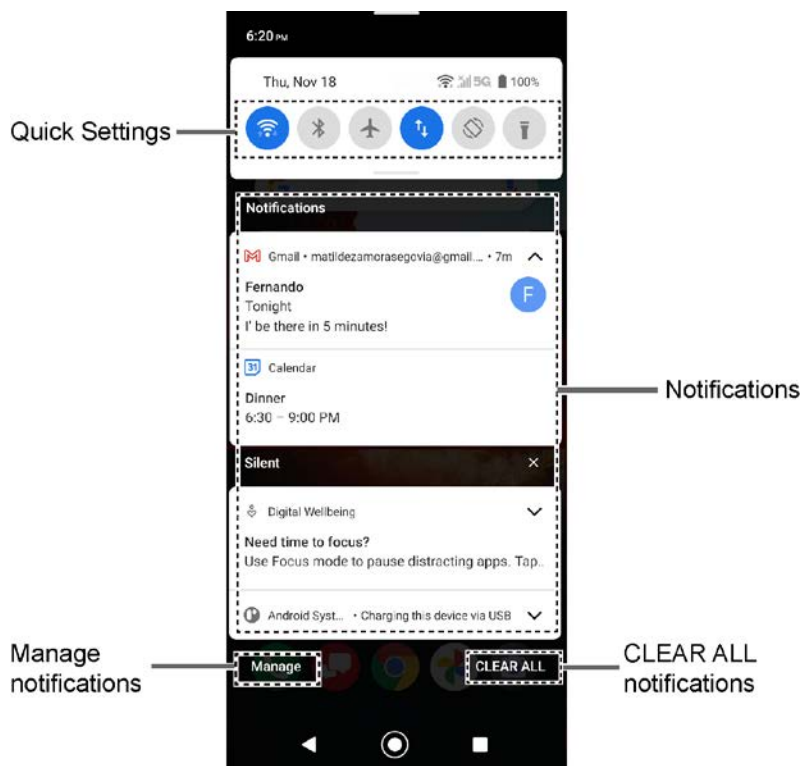 6:20 PM
Thu, Nov 18
5G
100%
Quick Settings
Notifications
Gmail • matildezamorasegovia@gmail.... • 7m
Fernando
F
Tonight
I' be there in 5 minutes!
31 Calendar
Dinner
6:30 – 9:00 PM
Notifications
Silent
Digital Wellbeing
Need time to focus?
Use Focus mode to pause distracting apps. Tap..
Android Syst... • Charging this device via USB
Manage
notifications
Manage
CLEAR ALL
CLEAR ALL
notifications